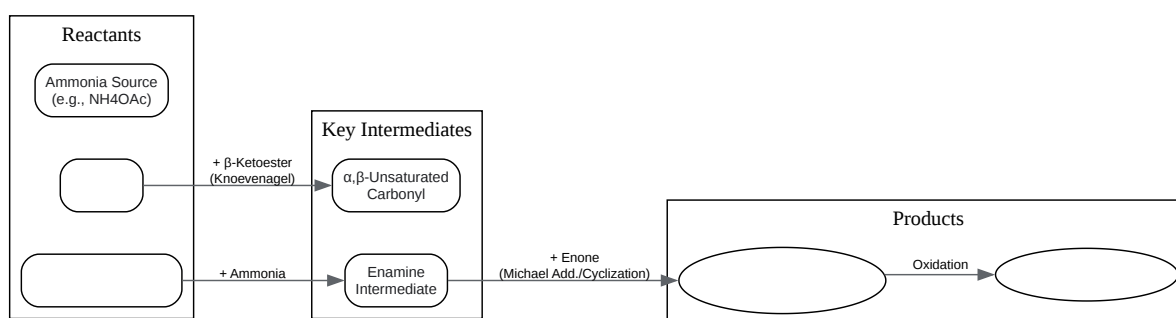 Reactants
Ammonia Source
(e.g., NH4OAc)
+ β-Ketoester
(Knoevenagel)
+ Ammonia
Key Intermediates
α,β-Unsaturated
Carbonyl
Enamine
Intermediate
+ Enone
(Michael Add./Cyclization)
Products
Oxidation